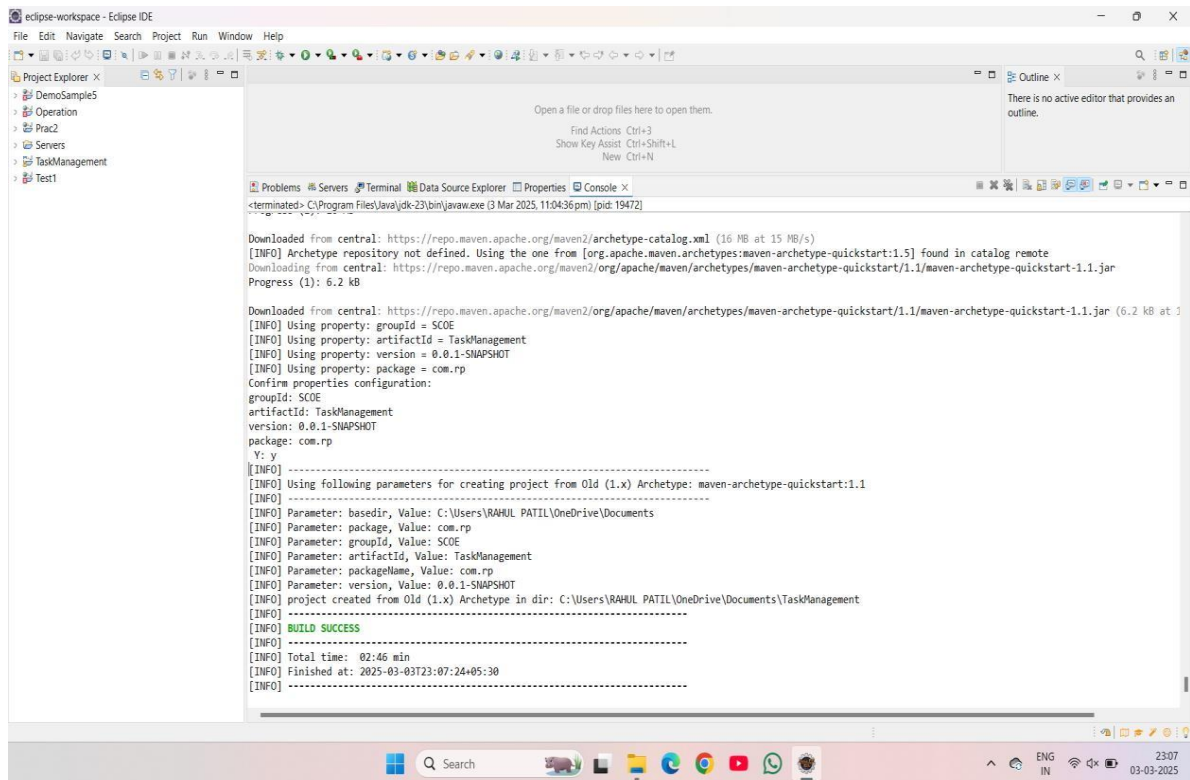 eclipse-workspace - Eclipse IDE
File Edit Navigate Search Project Run Window Help
Project Explorer
DemoSample5
Operation
Prac2
Servers
TaskManagement
Test1
Open a file or drop files here to open them.
Find Actions Ctrl+3
Show Key Assist Ctrl+Shift+L
New Ctrl+N
Outline
There is no active editor that provides an
outline.
Problems Servers Terminal Data Source Explorer Properties Console
<terminated> C:\Program Files\Java\jdk-23\bin\javaw.exe (3 Mar 2025, 11:04:36 pm) [pid: 19472]
Downloaded from central: https://repo.maven.apache.org/maven2/archetype-catalog.xml (16 MB at 15 MB/s)
[INFO] Archetype repository not defined. Using the one from [org.apache.maven.archetypes:maven-archetype-quickstart:1.5] found in catalog remote
Downloading from central: https://repo.maven.apache.org/maven2/org/apache/maven/archetypes/maven-archetype-quickstart/1.1/maven-archetype-quickstart-1.1.jar
Progress (1): 6.2 kB
Downloaded from central: https://repo.maven.apache.org/maven2/org/apache/maven/archetypes/maven-archetype-quickstart/1.1/maven-archetype-quickstart-1.1.jar (6.2 kB at 1
[INFO] Using property: groupId = SCOE
[INFO] Using property: artifactId = TaskManagement
[INFO] Using property: version = 0.0.1-SNAPSHOT
[INFO] Using property: package = com.rp
Confirm properties configuration:
groupId: SCOE
artifactId: TaskManagement
version: 0.0.1-SNAPSHOT
package: com.rp
Y: y
[INFO] ----------------------------------------------------------------------------
[INFO] Using following parameters for creating project from Old (1.x) Archetype: maven-archetype-quickstart:1.1
[INFO] ----------------------------------------------------------------------------
[INFO] Parameter: basedir, Value: C:\Users\RAHUL PATIL\OneDrive\Documents
[INFO] Parameter: package, Value: com.rp
[INFO] Parameter: groupId, Value: SCOE
[INFO] Parameter: artifactId, Value: TaskManagement
[INFO] Parameter: packageName, Value: com.rp
[INFO] Parameter: version, Value: 0.0.1-SNAPSHOT
[INFO] project created from Old (1.x) Archetype in dir: C:\Users\RAHUL PATIL\OneDrive\Documents\TaskManagement
[INFO] ------------------------------------------------------------------------
[INFO] BUILD SUCCESS
[INFO] ------------------------------------------------------------------------
[INFO] Total time: 02:46 min
[INFO] Finished at: 2025-03-03T23:07:24+05:30
[INFO] ------------------------------------------------------------------------
Search
ENG
IN
23:07
03-03-2025